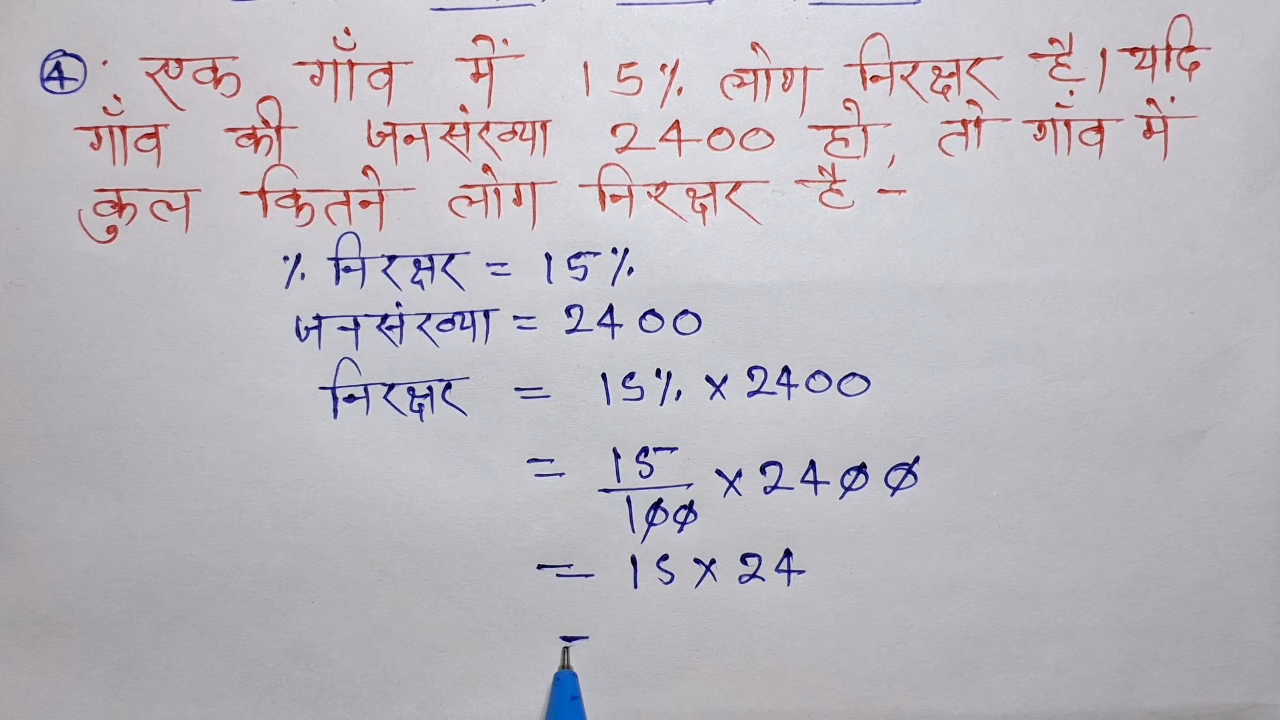 ④. एक गाँव में 15% लोग निरक्षर है। यदि
गाँव की जनसंख्या 2400 हो, तो गाँव में
कुल कितने लोग निरक्षर है -
% निरक्षर = 15%
जनसंख्या = 2400
निरक्षर = 15% × 2400
= 15/100 × 2400
= 15 × 24